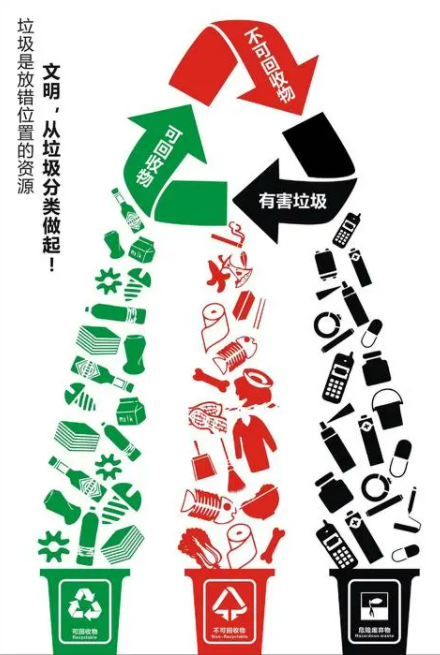 垃圾是放错位置的资源
文明，从垃圾分类做起！
不可回收物
可回收物
有害垃圾
Milk
Milk
可回收物
Recyclable
不可回收物
Non-Recyclable
危险废弃物
Hazardous waste